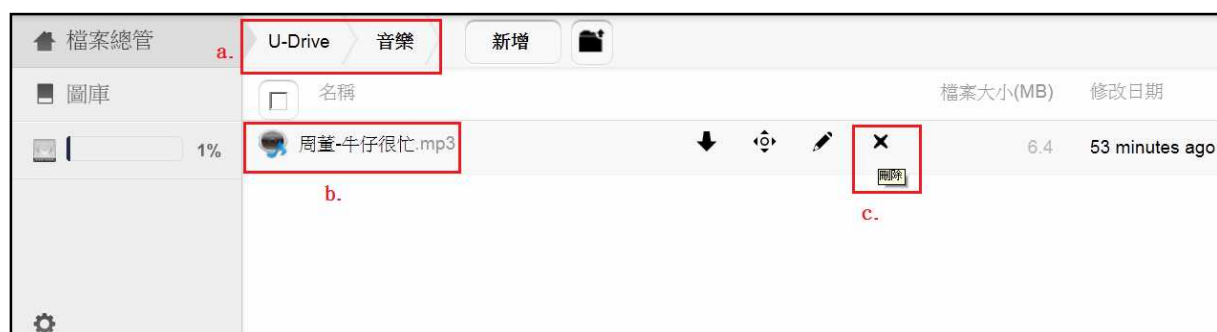 檔案總管
a.
U-Drive 音樂 新增
圖庫
名稱 檔案大小(MB) 修改日期
1%
周董-牛仔很忙.mp3 6.4 53 minutes ago
刪除
b.
c.